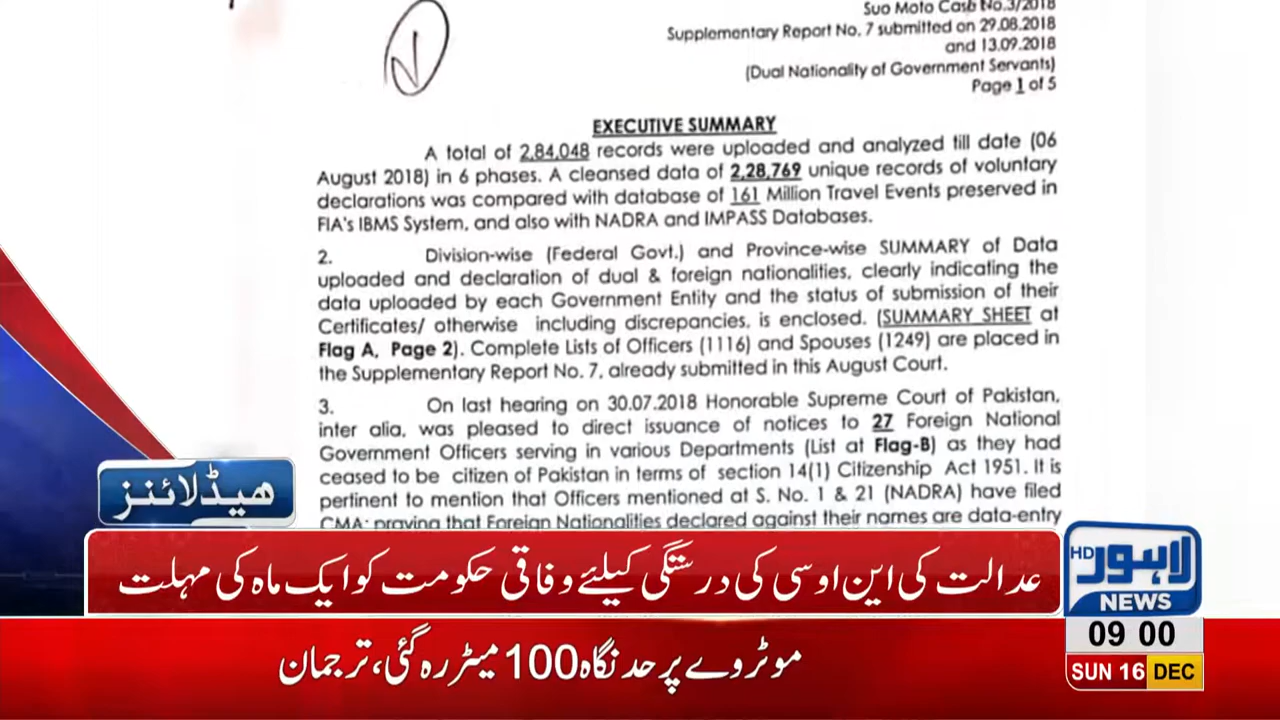 Suo Moto Case No.3/2018
Supplementary Report No. 7 submitted on 29.08.2018
and 13.09.2018
(Dual Nationality of Government Servants)
Page 1 of 5
EXECUTIVE SUMMARY
A total of 2,84,048 records were uploaded and analyzed till date (06
August 2018) in 6 phases. A cleansed data of 2,28,769 unique records of voluntary
declarations was compared with database of 161 Million Travel Events preserved in
FIA's IBMS System, and also with NADRA and IMPASS Databases.
2. Division-wise (Federal Govt.) and Province-wise SUMMARY of Data
uploaded and declaration of dual & foreign nationalities, clearly indicating the
data uploaded by each Government Entity and the status of submission of their
Certificates/ otherwise including discrepancies, is enclosed. (SUMMARY SHEET at
Flag A, Page 2). Complete Lists of Officers (1116) and Spouses (1249) are placed in
the Supplementary Report No. 7, already submitted in this August Court.
3. On last hearing on 30.07.2018 Honorable Supreme Court of Pakistan,
inter alia, was pleased to direct issuance of notices to 27 Foreign National
Government Officers serving in various Departments (List at Flag-B) as they had
ceased to be citizen of Pakistan in terms of section 14(1) Citizenship Act 1951. It is
pertinent to mention that Officers mentioned at S. No. 1 & 21 (NADRA) have filed
CMA; praying that Foreign Nationalities declared against their names are data-entry
ھیڈلائنز
عدالت کی این او سی کی درستگی کیلئے وفاقی حکومت کو ایک ماہ کی مہلت
لاہور HD
NEWS
09 00
SUN 16 DEC
موٹروے پر حد نگاہ 100 میٹر رہ گئی، ترجمان